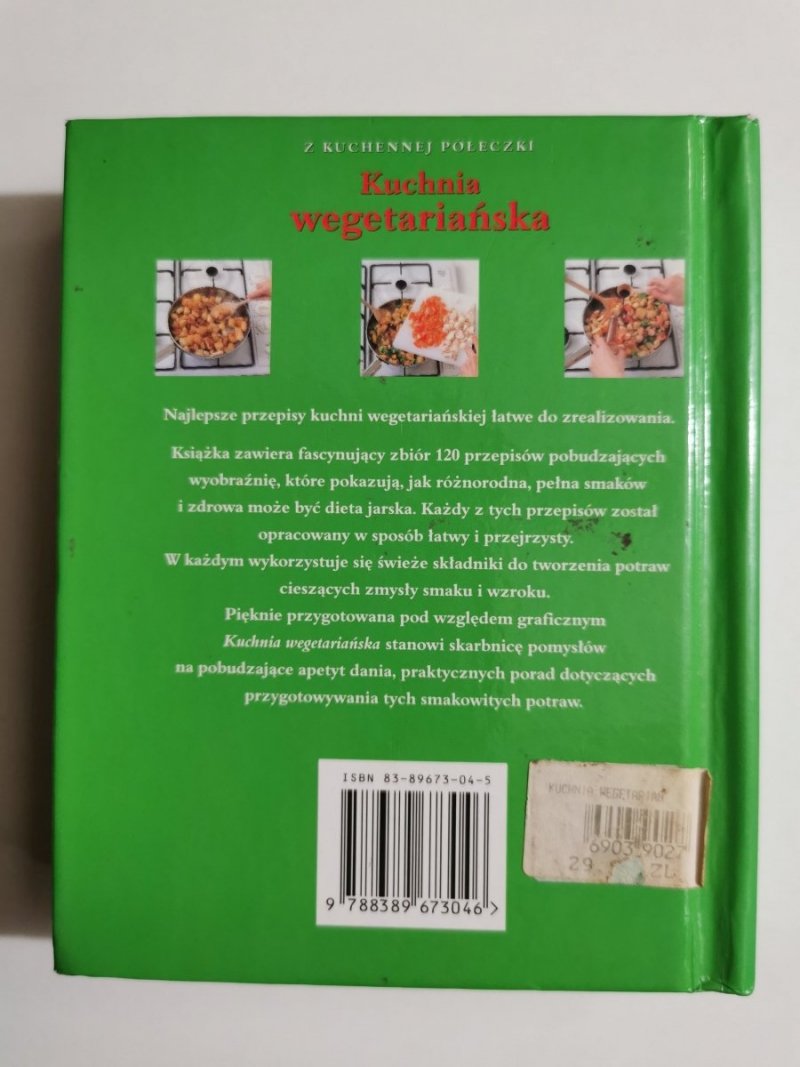 Z KUCHENNEJ PÓŁECZKI
Kuchnia
wegetariańska
Najlepsze przepisy kuchni wegetariańskiej łatwe do zrealizowania.
Książka zawiera fascynujący zbiór 120 przepisów pobudzających
wyobraźnię, które pokazują, jak różnorodna, pełna smaków
i zdrowa może być dieta jarska. Każdy z tych przepisów został
opracowany w sposób łatwy i przejrzysty.
W każdym wykorzystuje się świeże składniki do tworzenia potraw
cieszących zmysły smaku i wzroku.
Pięknie przygotowana pod względem graficznym
Kuchnia wegetariańska stanowi skarbnicę pomysłów
na pobudzające apetyt dania, praktycznych porad dotyczących
przygotowywania tych smakowitych potraw.
ISBN 83-89673-04-5
9 788389 673046 >
KUCHNIA WEGETARIAN
6903 9027
29 ZŁ